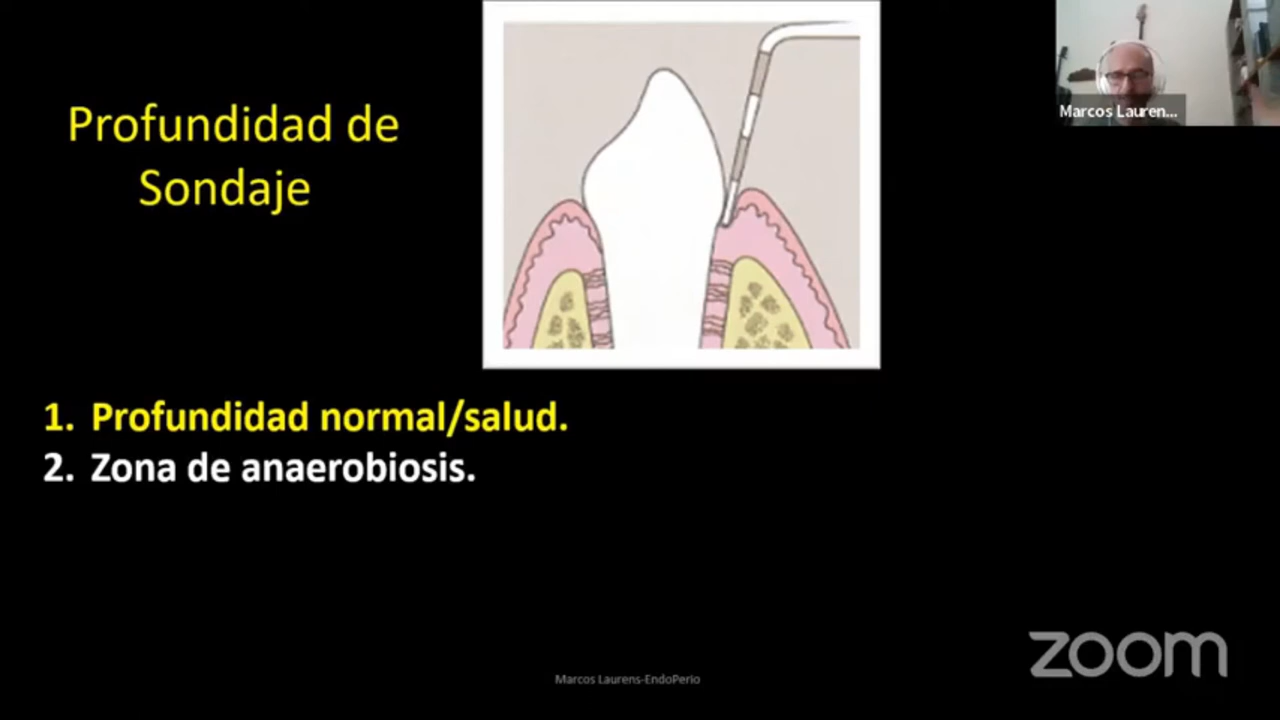 Profundidad de
Sondaje
Marcos Lauren...
1. Profundidad normal/salud.
2. Zona de anaerobiosis.
zoom
Marcos Laurens-EndoPerio